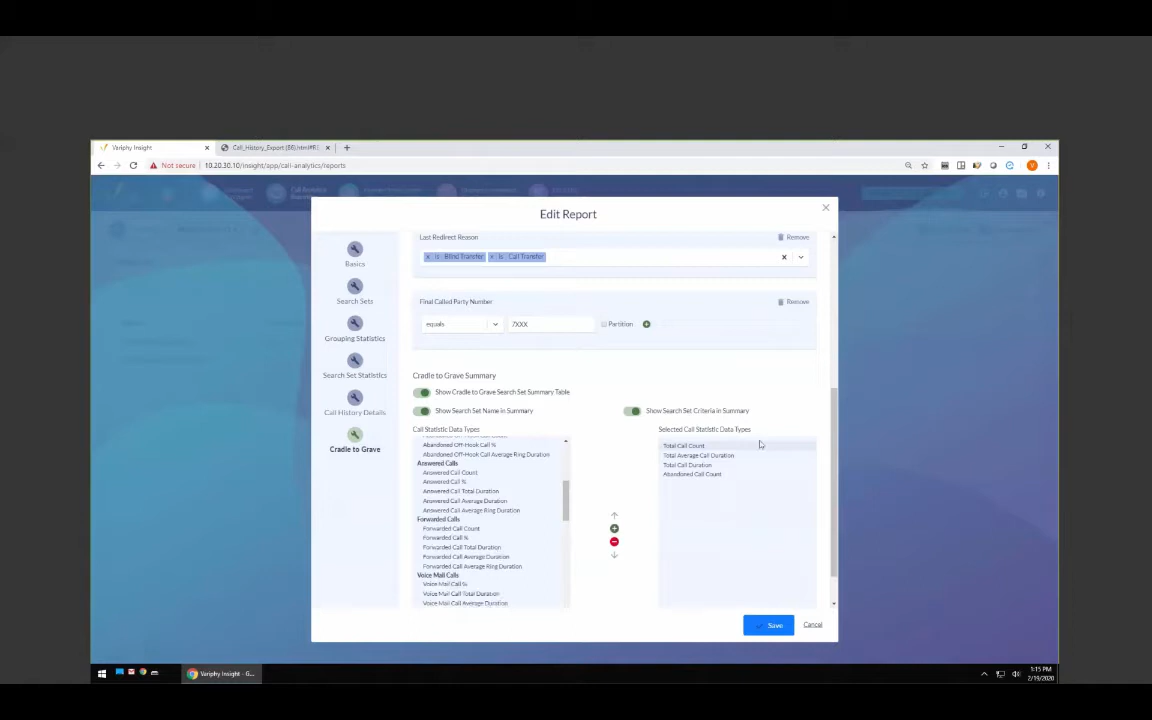 Variphy Insight
Call_History_Export (86).html#RE
Not secure
10.20.30.10/insight/app/call-analytics/reports
V
Call Analytics
Edit Report
Basics
Search Sets
Grouping Statistics
Search Set Statistics
Call History Details
Cradle to Grave
Last Redirect Reason
Remove
× is Blind Transfer × is Call Transfer
Final Called Party Number
Remove
equals
7XXX
Partition
Cradle to Grave Summary
Show Cradle to Grave Search Set Summary Table
Show Search Set Name in Summary
Show Search Set Criteria in Summary
Call Statistic Data Types
Abandoned Off-Hook Call %
Abandoned Off-Hook Call Average Ring Duration
Answered Calls
Answered Call Count
Answered Call %
Answered Call Total Duration
Answered Call Average Duration
Answered Call Average Ring Duration
Forwarded Calls
Forwarded Call Count
Forwarded Call %
Forwarded Call Total Duration
Forwarded Call Average Duration
Forwarded Call Average Ring Duration
Voice Mail Calls
Voice Mail Call %
Voice Mail Call Total Duration
Voice Mail Call Average Duration
Selected Call Statistic Data Types
Total Call Count
Total Average Call Duration
Total Call Duration
Abandoned Call Count
Save
Cancel
Variphy Insight - G...
1:15 PM
2/19/2020